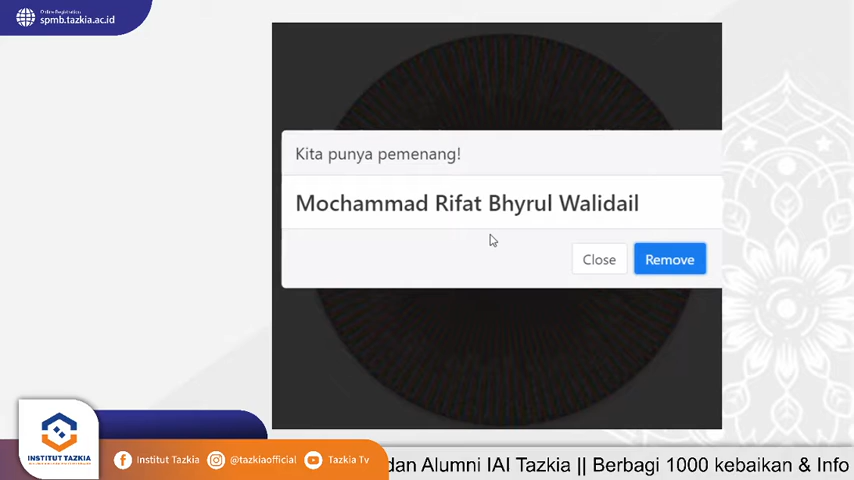 Online Registration:
spmb.tazkia.ac.id
Kita punya pemenang!
Mochammad Rifat Bhyrul Walidail
Close
Remove
INSTITUT TAZKIA
Institut Tazkia
@tazkiaofficial
Tazkia Tv
dan Alumni IAI Tazkia || Berbagi 1000 kebaikan & Info